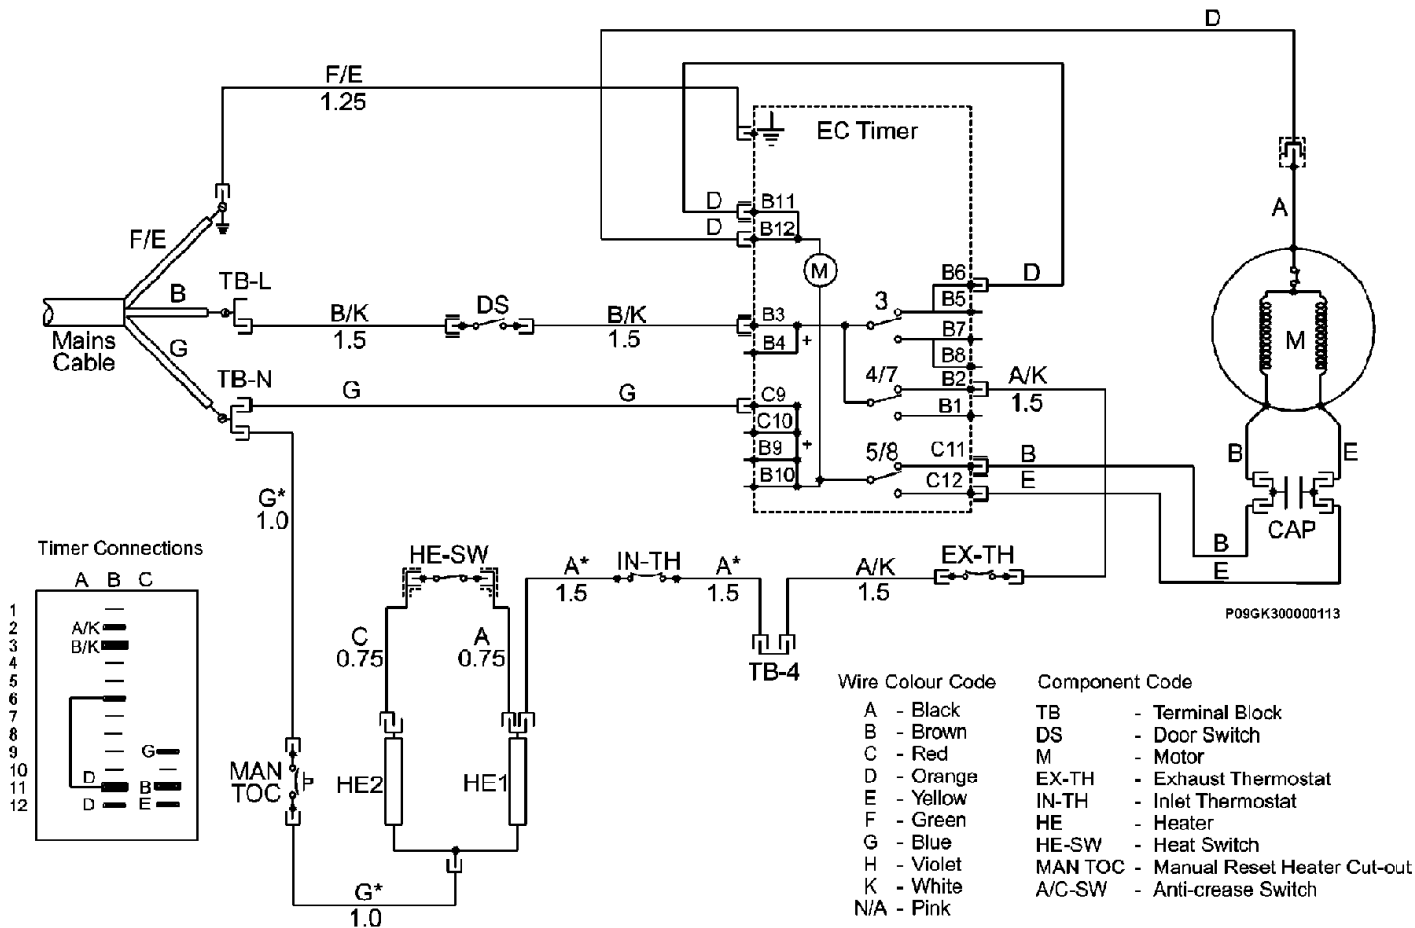 D
F/E
1.25
EC Timer
D
B11
D
B12
A
F/E
M
B6
D
TB-L
B
DS
3
B5
B/K
1.5
B/K
1.5
B3
B4
+
B7
B8
M
Mains
Cable
G
TB-N
4/7
B2
A/K
1.5
G
G
C9
B1
C10
+
B9
5/8
C11
B
B
E
B10
C12
E
G*
1.0
CAP
B
E
Timer Connections
HE-SW
A*
1.5
IN-TH
A*
1.5
A/K
1.5
EX-TH
A B C
P09GK300000113
1
2 A/K
3 B/K
4
5
6
7
8
9 G
10
11 D B
12 D E
C
0.75
A
0.75
TB-4
MAN
TOC
HE2
HE1
G*
1.0
Wire Colour Code
A - Black
B - Brown
C - Red
D - Orange
E - Yellow
F - Green
G - Blue
H - Violet
K - White
N/A - Pink
Component Code
TB - Terminal Block
DS - Door Switch
M - Motor
EX-TH - Exhaust Thermostat
IN-TH - Inlet Thermostat
HE - Heater
HE-SW - Heat Switch
MAN TOC - Manual Reset Heater Cut-out
A/C-SW - Anti-crease Switch